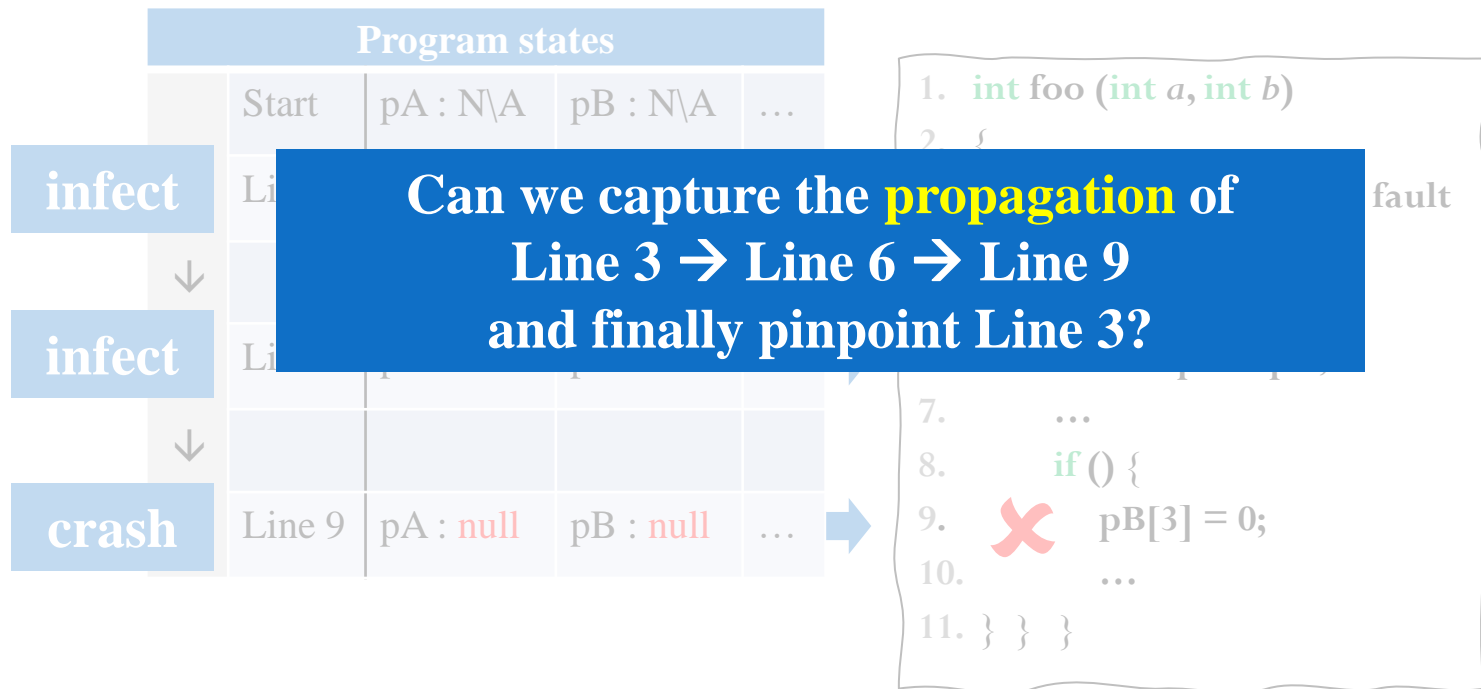 Program states
Start pA : N\A pB : N\A …
infect
Can we capture the propagation of
Line 3 → Line 6 → Line 9
and finally pinpoint Line 3?
infect
crash Line 9 pA : null pB : null …
1. int foo (int a, int b)
2. {
fault
7. …
8. if () {
9. pB[3] = 0;
10. …
11. } } }